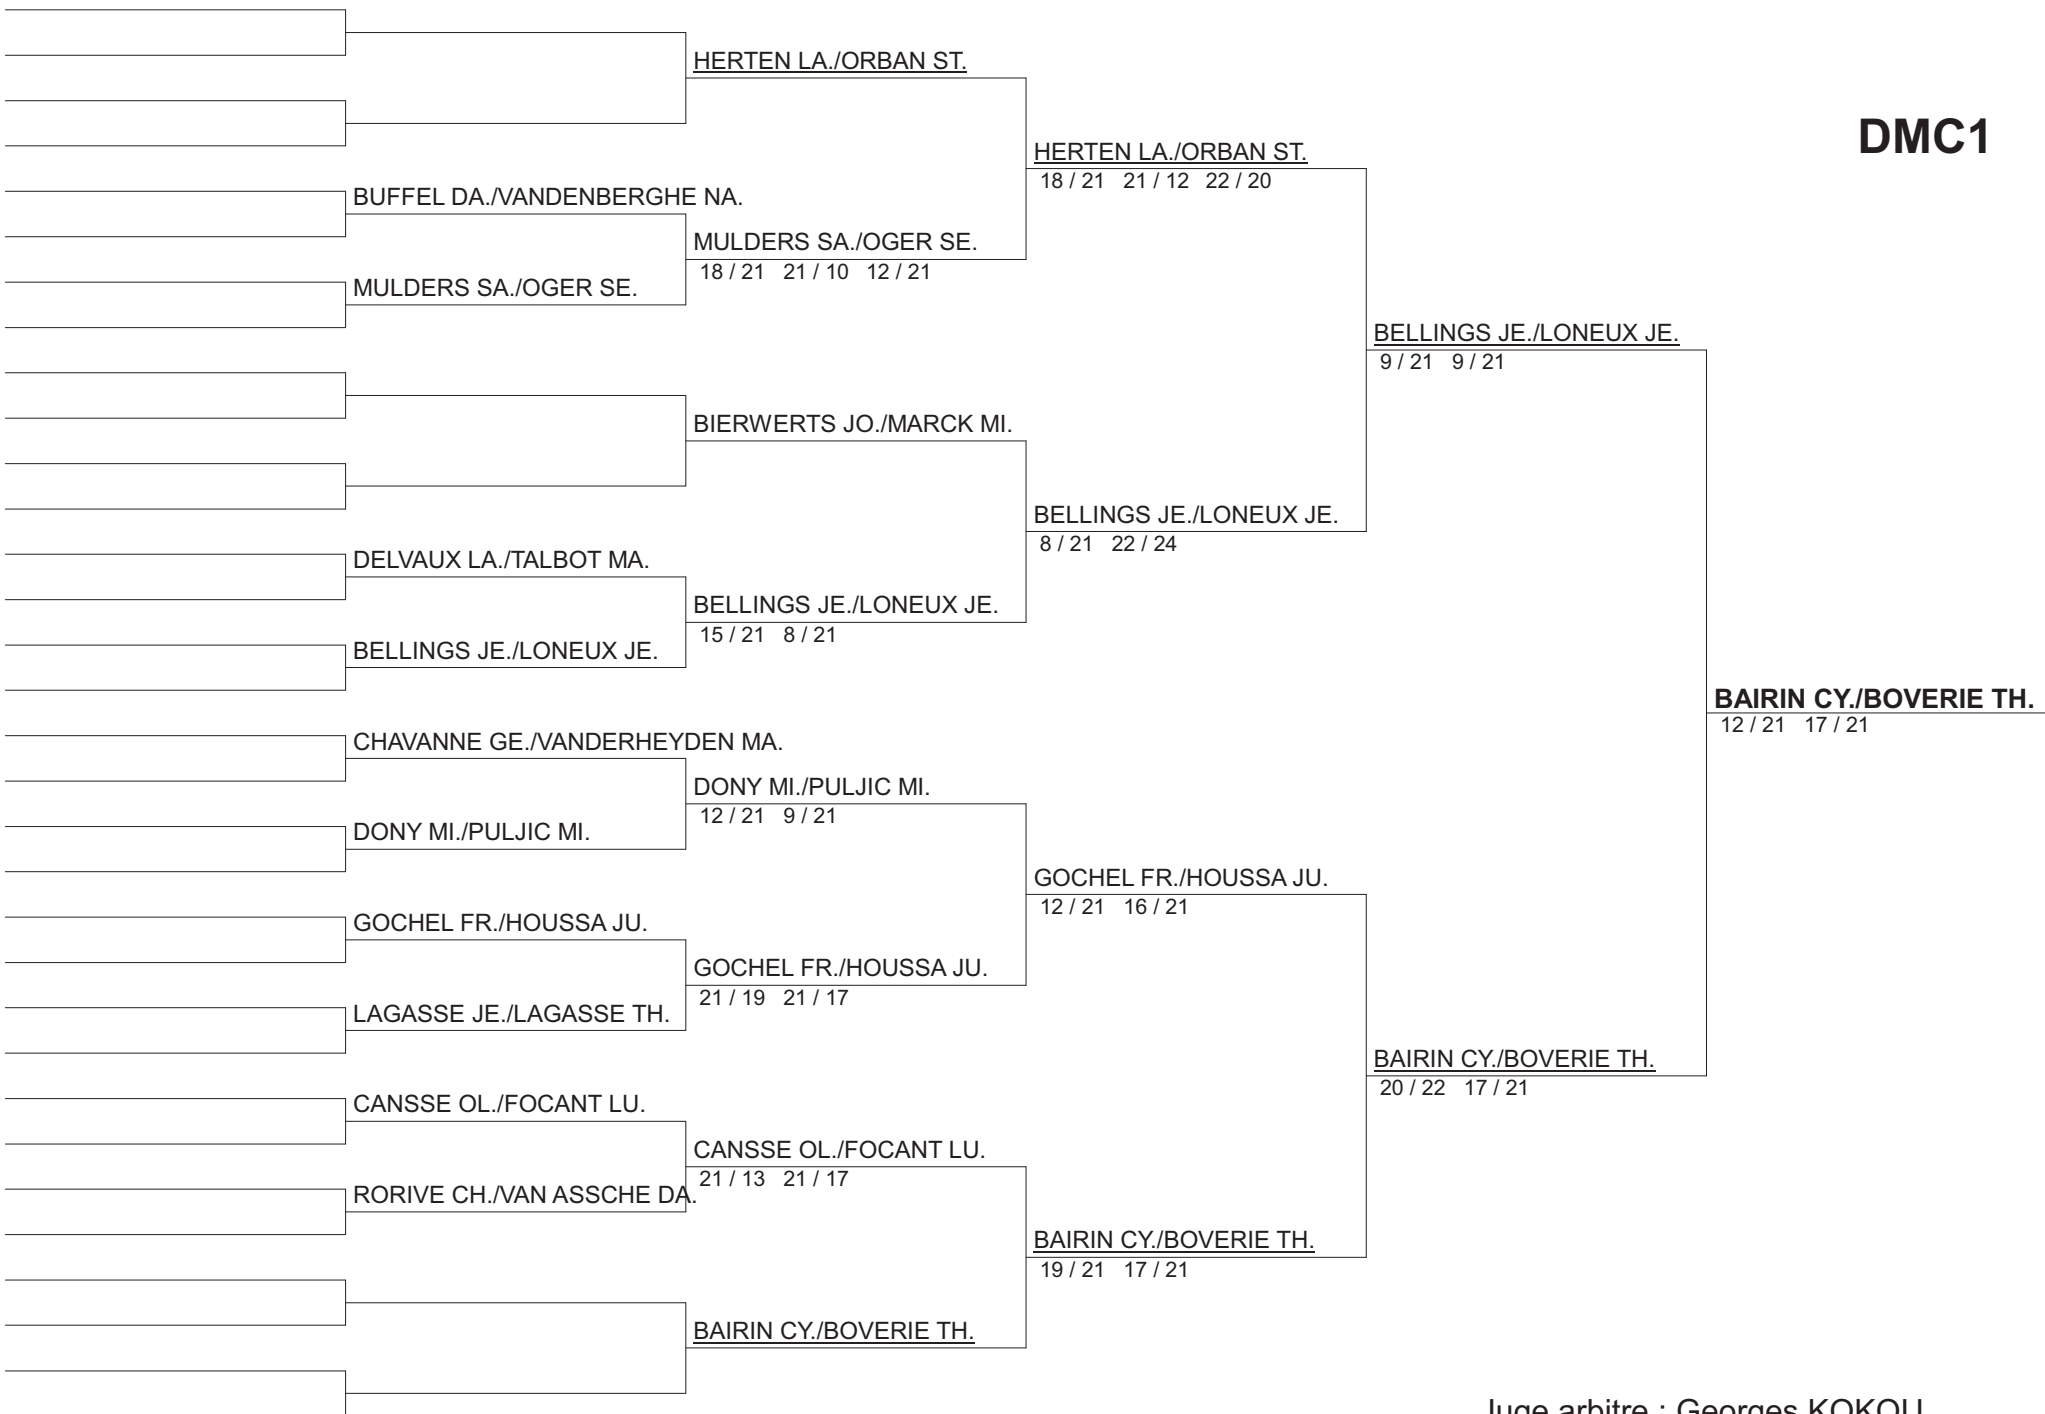 HERTEN LA./ORBAN ST.
DMC1
HERTEN LA./ORBAN ST.
18 / 21 21 / 12 22 / 20
BUFFEL DA./VANDENBERGHE NA.
MULDERS SA./OGER SE.
18 / 21 21 / 10 12 / 21
MULDERS SA./OGER SE.
BELLINGS JE./LONEUX JE.
9 / 21 9 / 21
BIERWERTS JO./MARCK MI.
BELLINGS JE./LONEUX JE.
8 / 21 22 / 24
DELVAUX LA./TALBOT MA.
BELLINGS JE./LONEUX JE.
15 / 21 8 / 21
BELLINGS JE./LONEUX JE.
BAIRIN CY./BOVERIE TH.
12 / 21 17 / 21
CHAVANNE GE./VANDERHEYDEN MA.
DONY MI./PULJIC MI.
12 / 21 9 / 21
DONY MI./PULJIC MI.
GOCHEL FR./HOUSSA JU.
12 / 21 16 / 21
GOCHEL FR./HOUSSA JU.
GOCHEL FR./HOUSSA JU.
21 / 19 21 / 17
LAGASSE JE./LAGASSE TH.
BAIRIN CY./BOVERIE TH.
20 / 22 17 / 21
CANSSE OL./FOCANT LU.
CANSSE OL./FOCANT LU.
21 / 13 21 / 17
RORIVE CH./VAN ASSCHE DA.
BAIRIN CY./BOVERIE TH.
19 / 21 17 / 21
BAIRIN CY./BOVERIE TH.
Juge arbitre : Georges KOKOU